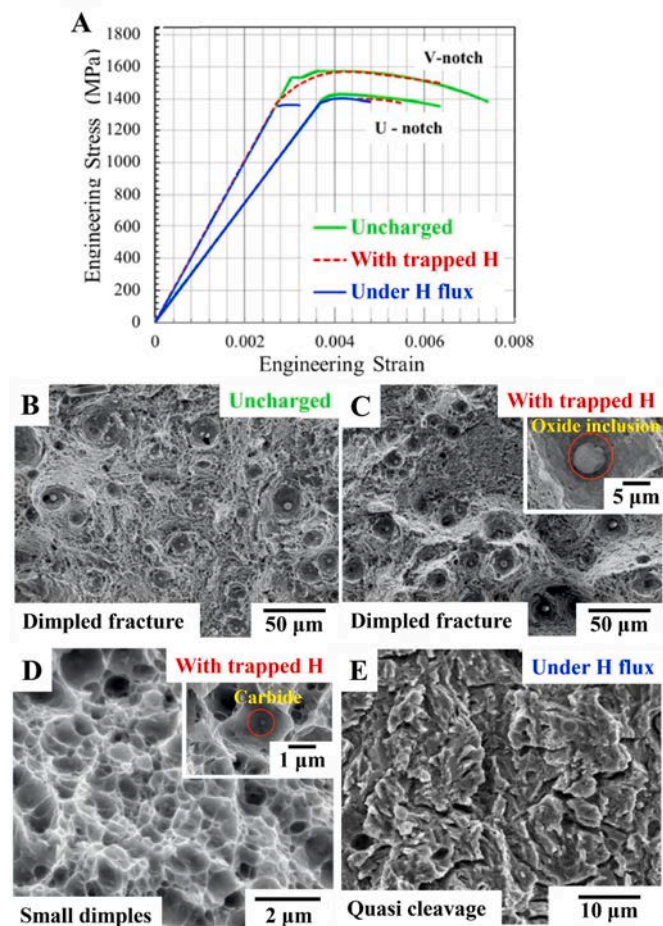 A
Engineering Stress (MPa)
1800
1600
1400
1200
1000
800
600
400
200
0
V-notch
U - notch
Uncharged
With trapped H
Under H flux
0 0.002 0.004 0.006 0.008
Engineering Strain
B
Uncharged
Dimpled fracture
50 μm
C
With trapped H
Oxide inclusion
5 μm
Dimpled fracture
50 μm
D
With trapped H
Carbide
1 μm
Small dimples
2 μm
E
Under H flux
Quasi cleavage
10 μm